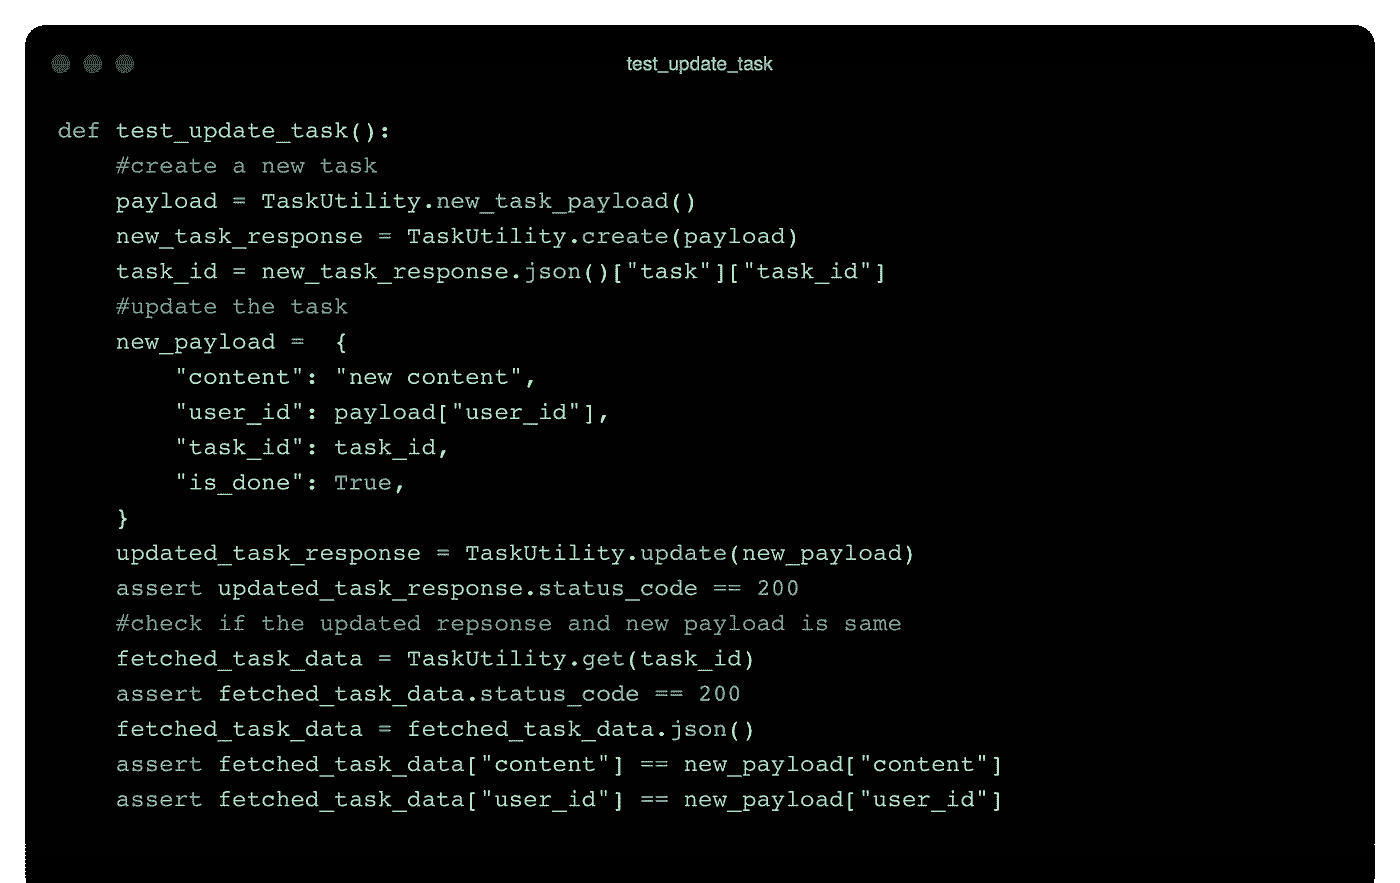 test_update_task
def test_update_task():
    #create a new task
    payload = TaskUtility.new_task_payload()
    new_task_response = TaskUtility.create(payload)
    task_id = new_task_response.json()["task"]["task_id"]
    #update the task
    new_payload =  {
        "content": "new content",
        "user_id": payload["user_id"],
        "task_id": task_id,
        "is_done": True,
    }
    updated_task_response = TaskUtility.update(new_payload)
    assert updated_task_response.status_code == 200
    #check if the updated repsonse and new payload is same
    fetched_task_data = TaskUtility.get(task_id)
    assert fetched_task_data.status_code == 200
    fetched_task_data = fetched_task_data.json()
    assert fetched_task_data["content"] == new_payload["content"]
    assert fetched_task_data["user_id"] == new_payload["user_id"]